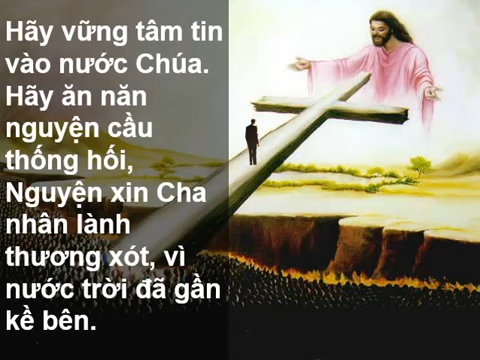 Hãy vững tâm tin
vào nước Chúa.
Hãy ăn năn
nguyện cầu
thống hối,
Nguyện xin Cha
nhân lành
thương xót, vì
nước trời đã gần
kề bên.